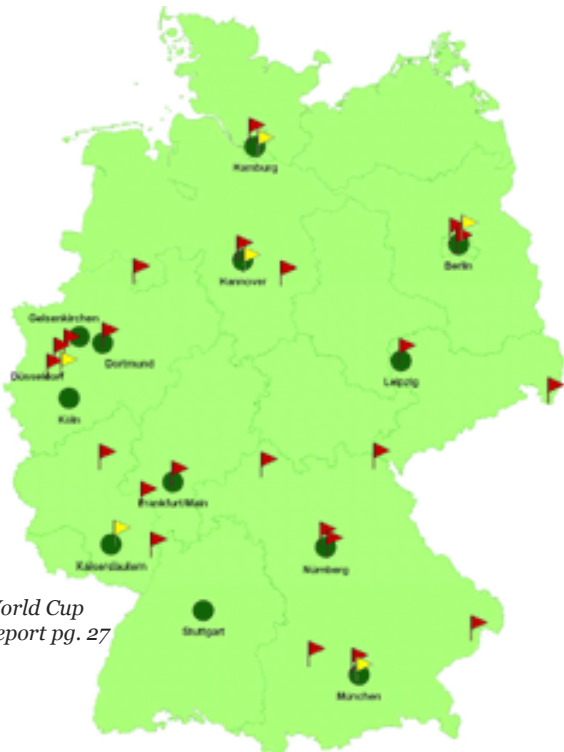 Hamburg
Hannover
Berlin
Gelsenkirchen
Dortmund
Düsseldorf
Leipzig
Köln
Frankfurt/Main
Kaiserslautern
Nürnberg
World Cup
eport pg. 27
Stuttgart
München